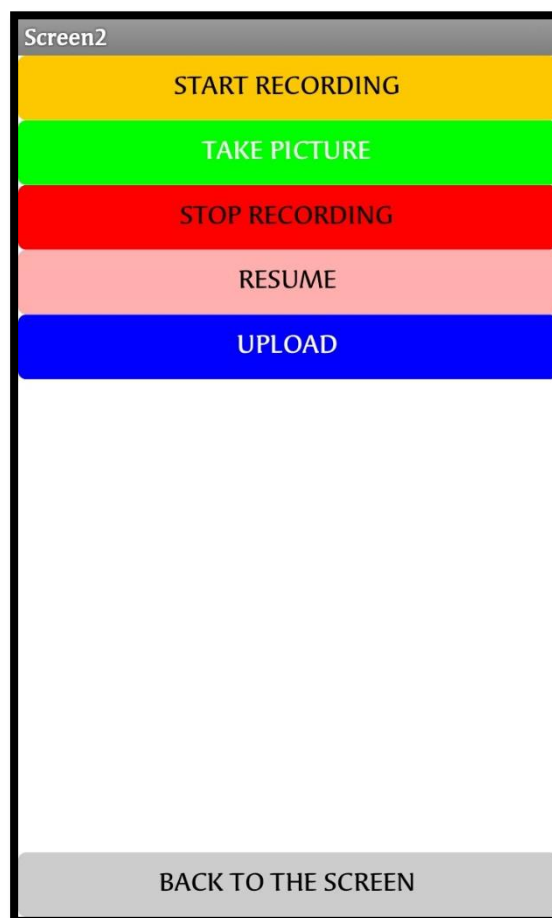 Screen2
START RECORDING
TAKE PICTURE
STOP RECORDING
RESUME
UPLOAD
BACK TO THE SCREEN